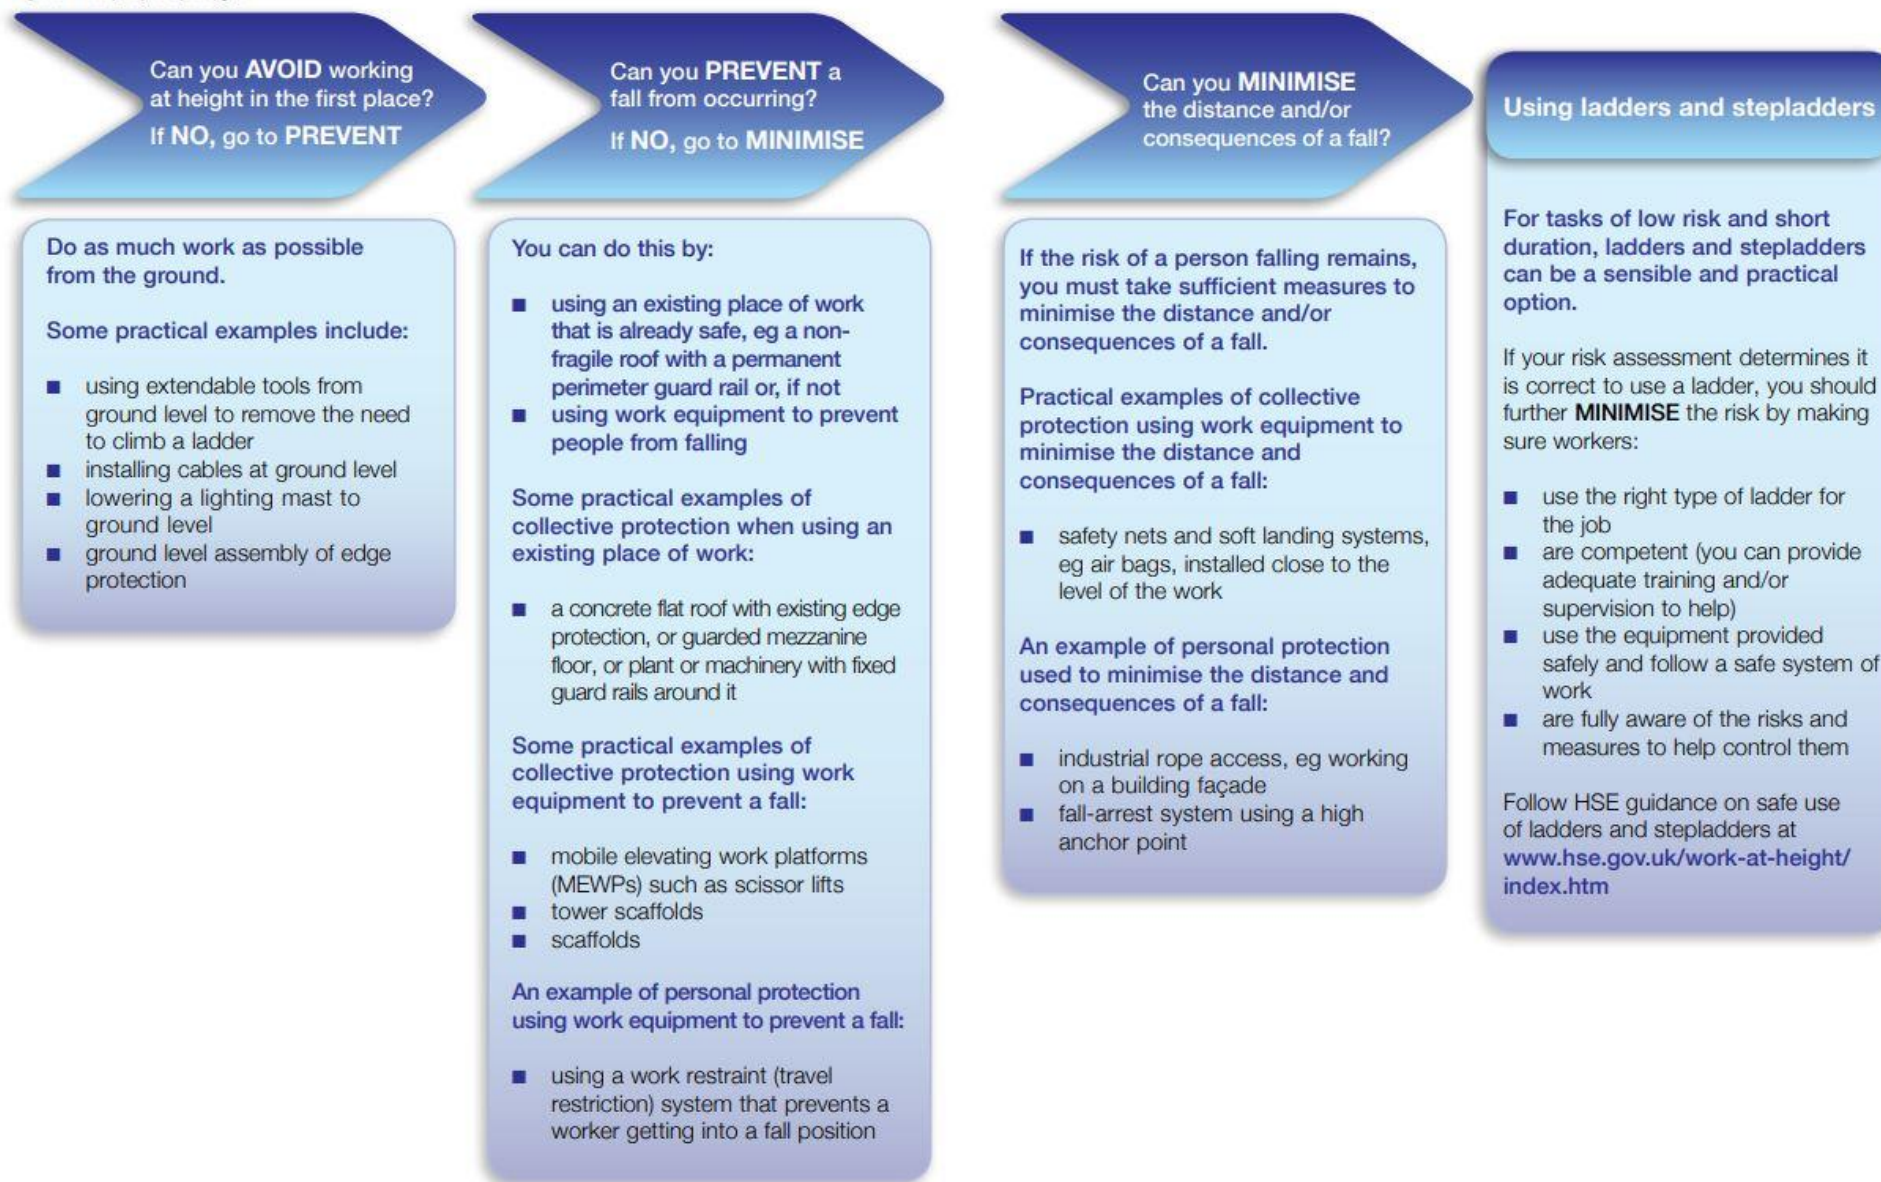 Can you AVOID working
at height in the first place?
If NO, go to PREVENT
Do as much work as possible
from the ground.
Some practical examples include:
■ using extendable tools from
ground level to remove the need
to climb a ladder
■ installing cables at ground level
■ lowering a lighting mast to
ground level
■ ground level assembly of edge
protection
Can you PREVENT a
fall from occurring?
If NO, go to MINIMISE
You can do this by:
■ using an existing place of work
that is already safe, eg a non-
fragile roof with a permanent
perimeter guard rail or, if not
■ using work equipment to prevent
people from falling
Some practical examples of
collective protection when using an
existing place of work:
■ a concrete flat roof with existing edge
protection, or guarded mezzanine
floor, or plant or machinery with fixed
guard rails around it
Some practical examples of
collective protection using work
equipment to prevent a fall:
■ mobile elevating work platforms
(MEWPs) such as scissor lifts
■ tower scaffolds
■ scaffolds
An example of personal protection
using work equipment to prevent a fall:
■ using a work restraint (travel
restriction) system that prevents a
worker getting into a fall position
Can you MINIMISE
the distance and/or
consequences of a fall?
If the risk of a person falling remains,
you must take sufficient measures to
minimise the distance and/or
consequences of a fall.
Practical examples of collective
protection using work equipment to
minimise the distance and
consequences of a fall:
■ safety nets and soft landing systems,
eg air bags, installed close to the
level of the work
An example of personal protection
used to minimise the distance and
consequences of a fall:
■ industrial rope access, eg working
on a building façade
■ fall-arrest system using a high
anchor point
Using ladders and stepladders
For tasks of low risk and short
duration, ladders and stepladders
can be a sensible and practical
option.
If your risk assessment determines it
is correct to use a ladder, you should
further MINIMISE the risk by making
sure workers:
■ use the right type of ladder for
the job
■ are competent (you can provide
adequate training and/or
supervision to help)
■ use the equipment provided
safely and follow a safe system of
work
■ are fully aware of the risks and
measures to help control them
Follow HSE guidance on safe use
of ladders and stepladders at
www.hse.gov.uk/work-at-height/
index.htm